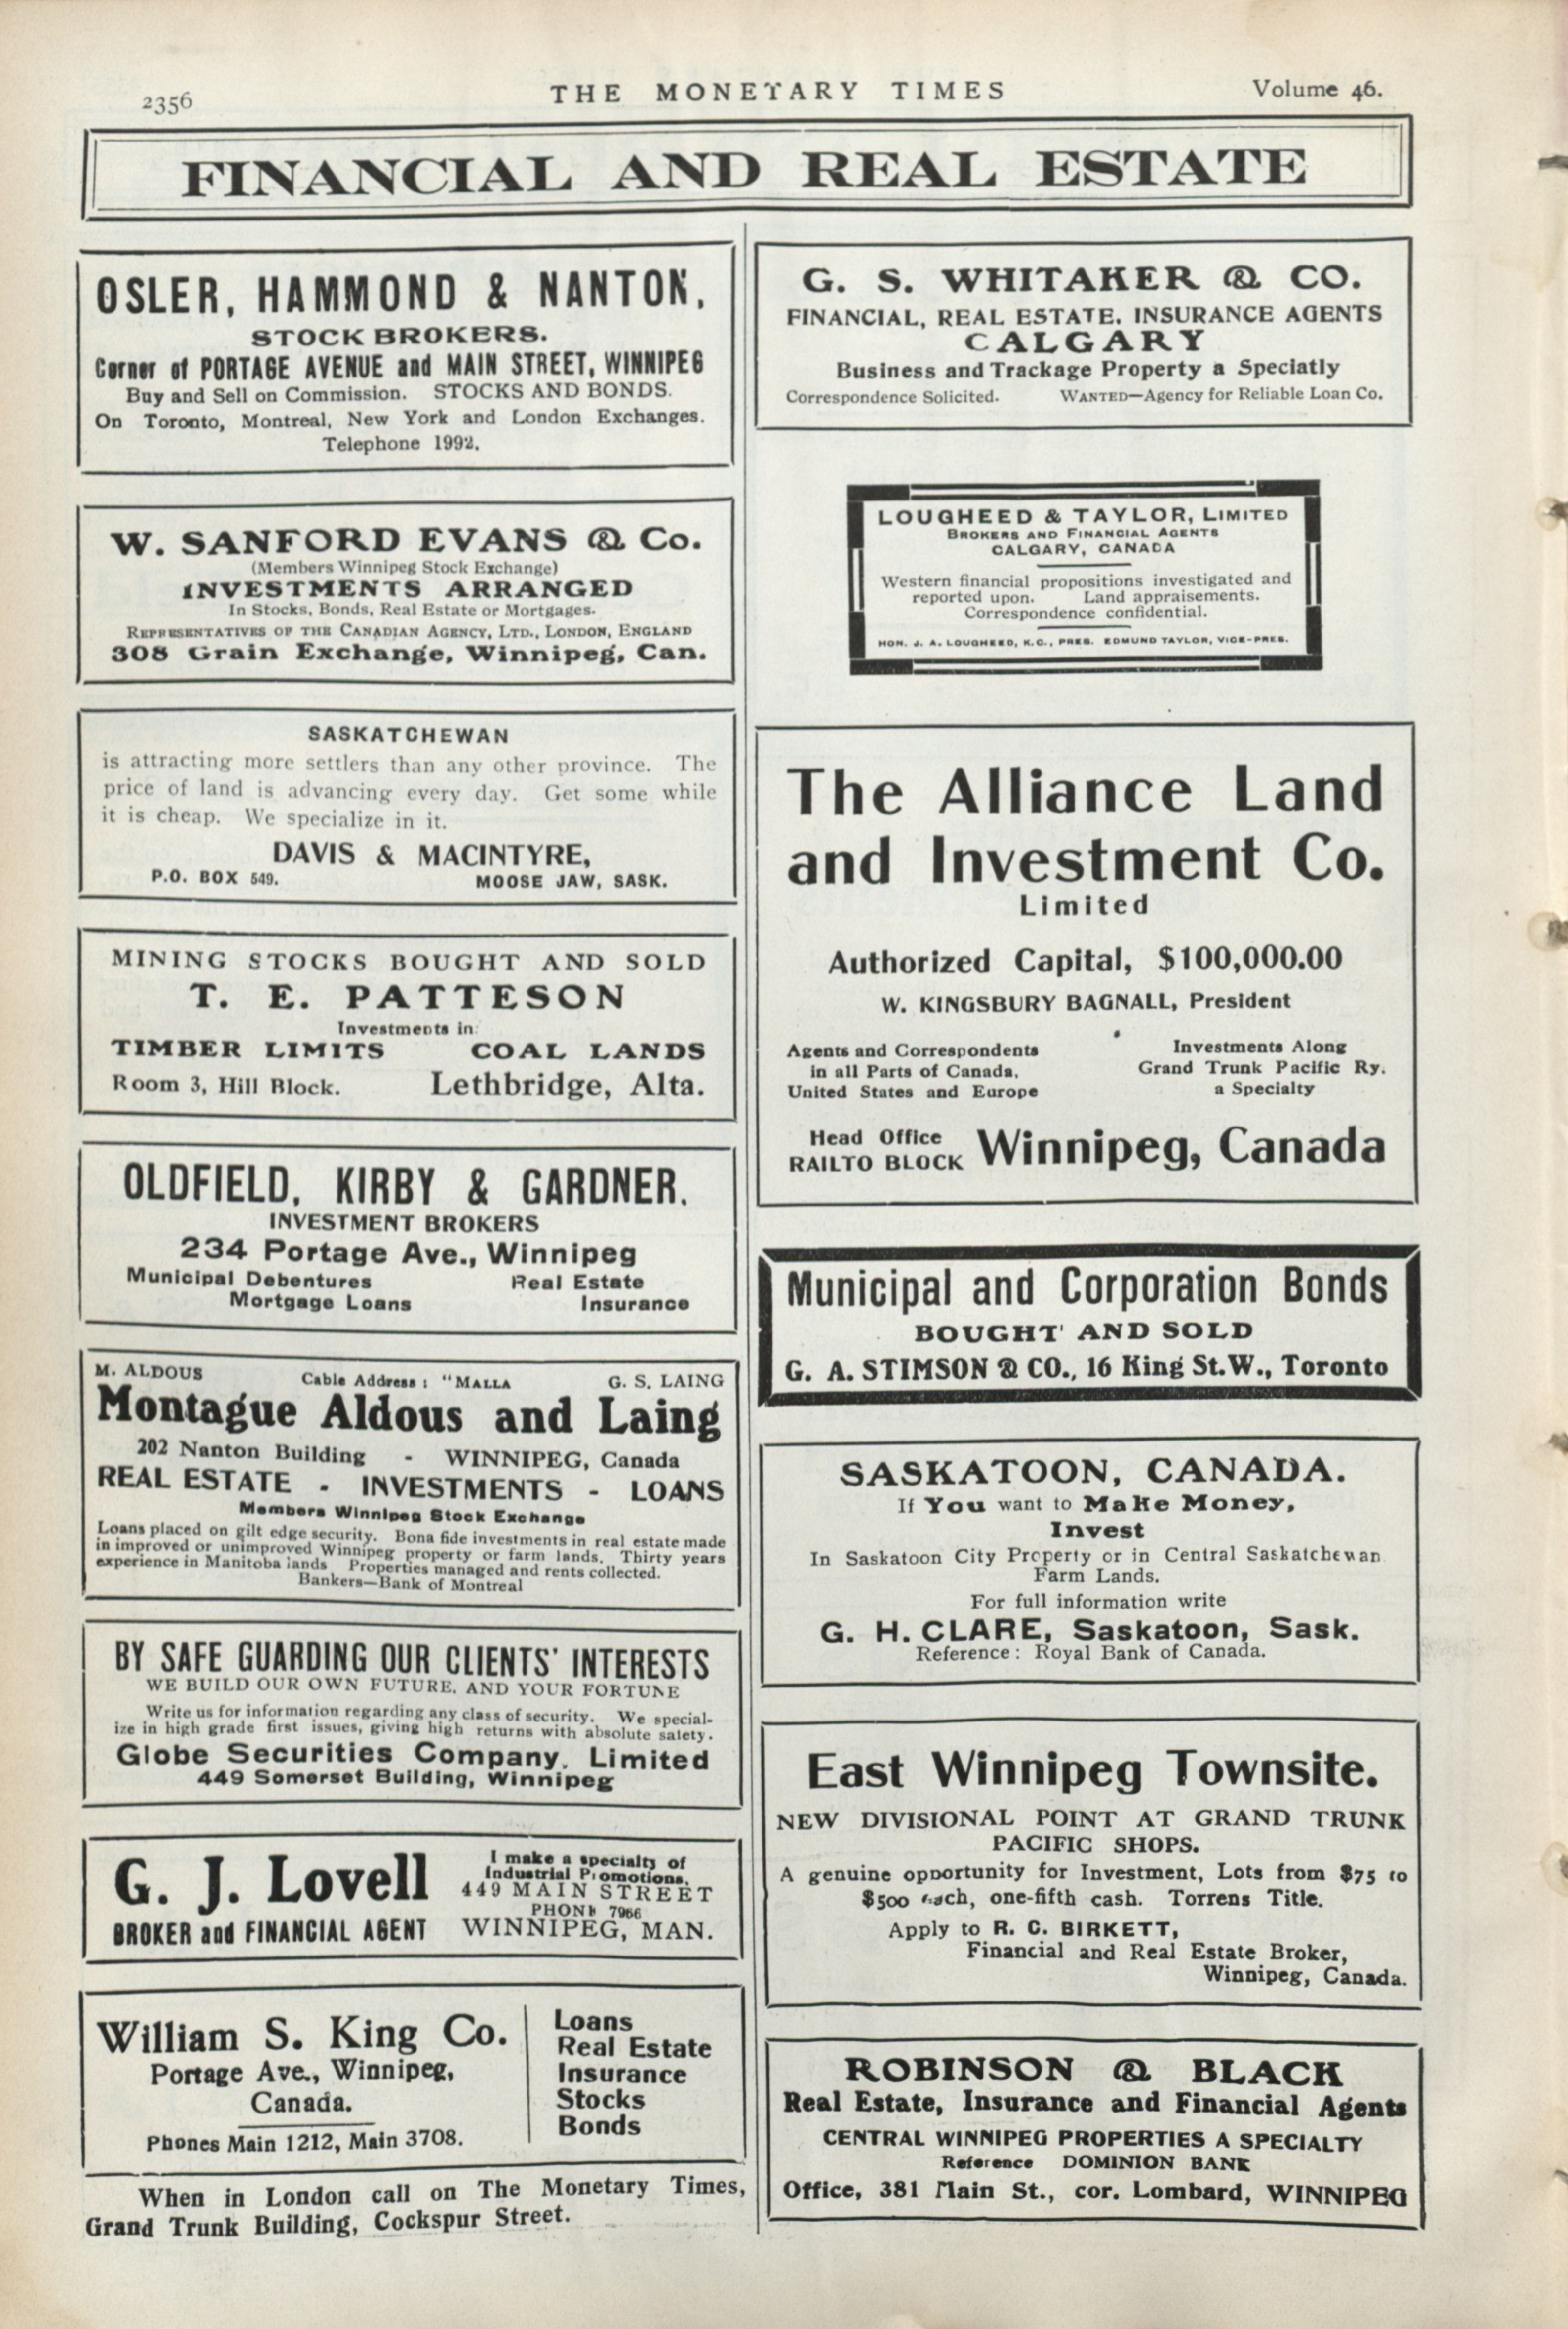 2356
THE MONETARY TIMES
Volume 46.
FINANCIAL AND REAL ESTATE
OSLER, HAMMOND & NANTON,
STOCK BROKERS.
Corner of PORTAGE AVENUE and MAIN STREET, WINNIPEG
Buy and Sell on Commission. STOCKS AND BONDS.
On Toronto, Montreal, New York and London Exchanges.
Telephone 1992.
W. SANFORD EVANS & Co.
(Members Winnipeg Stock Exchange)
INVESTMENTS ARRANGED
In Stocks, Bonds, Real Estate or Mortgages.
REPRESENTATIVES OF THE CANADIAN AGENCY, LTD., LONDON, ENGLAND
308 Grain Exchange, Winnipeg, Can.
SASKATCHEWAN
is attracting more settlers than any other province. The
price of land is advancing every day. Get some while
it is cheap. We specialize in it.
DAVIS & MACINTYRE,
P.O. BOX 549. MOOSE JAW, SASK.
MINING STOCKS BOUGHT AND SOLD
T. E. PATTESON
Investments in:
TIMBER LIMITS COAL LANDS
Room 3, Hill Block. Lethbridge, Alta.
OLDFIELD, KIRBY & GARDNER.
INVESTMENT BROKERS
234 Portage Ave., Winnipeg
Municipal Debentures Real Estate
Mortgage Loans Insurance
M. ALDOUS Cable Address: "MALLA G. S. LAING
Montague Aldous and Laing
202 Nanton Building - WINNIPEG, Canada
REAL ESTATE - INVESTMENTS - LOANS
Members Winnipeg Stock Exchange
Loans placed on gilt edge security. Bona fide investments in real estate made
in improved or unimproved Winnipeg property or farm lands. Thirty years
experience in Manitoba lands Properties managed and rents collected.
Bankers—Bank of Montreal
BY SAFE GUARDING OUR CLIENTS' INTERESTS
WE BUILD OUR OWN FUTURE, AND YOUR FORTUNE
Write us for information regarding any class of security. We special-
ize in high grade first issues, giving high returns with absolute safety.
Globe Securities Company, Limited
449 Somerset Building, Winnipeg
G. J. Lovell
BROKER and FINANCIAL AGENT
I make a specialty of
Industrial Promotions.
449 MAIN STREET
PHONE 7966
WINNIPEG, MAN.
William S. King Co.
Portage Ave., Winnipeg,
Canada.
Phones Main 1212, Main 3708.
Loans
Real Estate
Insurance
Stocks
Bonds
When in London call on The Monetary Times,
Grand Trunk Building, Cockspur Street.
G. S. WHITAKER & CO.
FINANCIAL, REAL ESTATE, INSURANCE AGENTS
CALGARY
Business and Trackage Property a Speciatly
Correspondence Solicited. WANTED—Agency for Reliable Loan Co.
LOUGHEED & TAYLOR, LIMITED
BROKERS AND FINANCIAL AGENTS
CALGARY, CANADA
Western financial propositions investigated and
reported upon. Land appraisements.
Correspondence confidential.
HON. J. A. LOUGHEED, K.C., PRES. EDMUND TAYLOR, VICE-PRES.
The Alliance Land
and Investment Co.
Limited
Authorized Capital, $100,000.00
W. KINGSBURY BAGNALL, President
Agents and Correspondents
in all Parts of Canada,
United States and Europe
Investments Along
Grand Trunk Pacific Ry.
a Specialty
Head Office
RAILTO BLOCK
Winnipeg, Canada
Municipal and Corporation Bonds
BOUGHT AND SOLD
G. A. STIMSON & CO., 16 King St. W., Toronto
SASKATOON, CANADA.
If You want to Make Money,
Invest
In Saskatoon City Property or in Central Saskatchewan
Farm Lands.
For full information write
G. H. CLARE, Saskatoon, Sask.
Reference: Royal Bank of Canada.
East Winnipeg Townsite.
NEW DIVISIONAL POINT AT GRAND TRUNK
PACIFIC SHOPS.
A genuine opportunity for Investment, Lots from $75 to
$500 each, one-fifth cash. Torrens Title.
Apply to R. C. BIRKETT,
Financial and Real Estate Broker,
Winnipeg, Canada.
ROBINSON & BLACK
Real Estate, Insurance and Financial Agents
CENTRAL WINNIPEG PROPERTIES A SPECIALTY
Reference DOMINION BANK
Office, 381 Main St., cor. Lombard, WINNIPEG